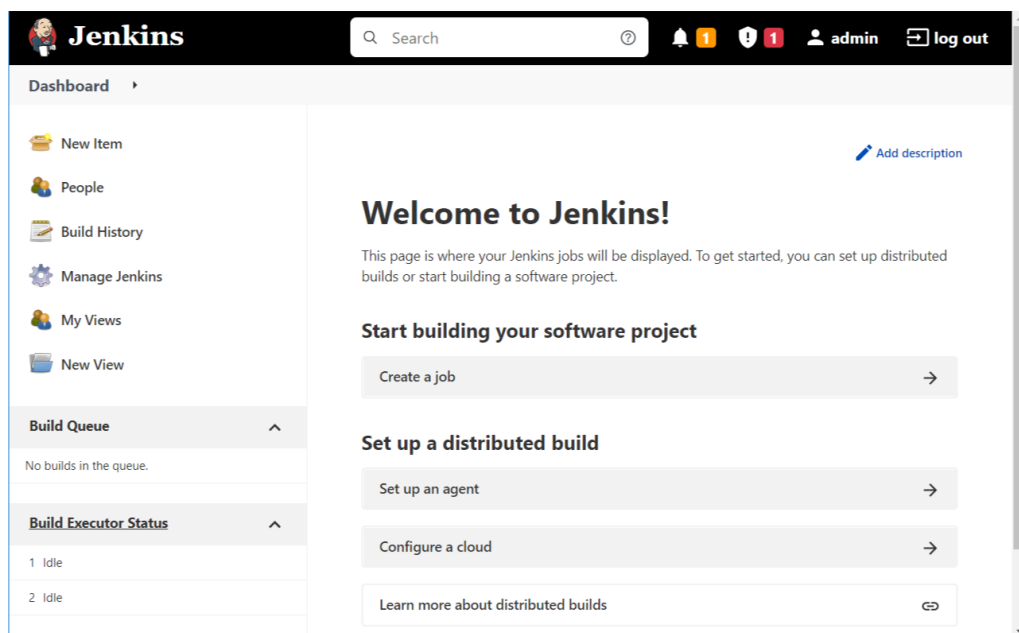 Jenkins
Search
1
1
admin
log out
Dashboard
New Item
People
Build History
Manage Jenkins
My Views
New View
Build Queue
No builds in the queue.
Build Executor Status
1 Idle
2 Idle
Add description
Welcome to Jenkins!
This page is where your Jenkins jobs will be displayed. To get started, you can set up distributed
builds or start building a software project.
Start building your software project
Create a job
Set up a distributed build
Set up an agent
Configure a cloud
Learn more about distributed builds